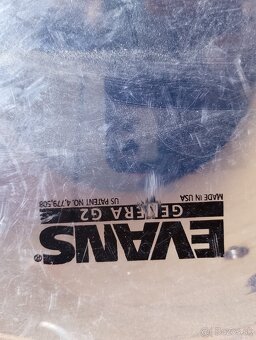 EVANS®
GENERA G2
US PATENT NO. 4,779,508 MADE IN USA